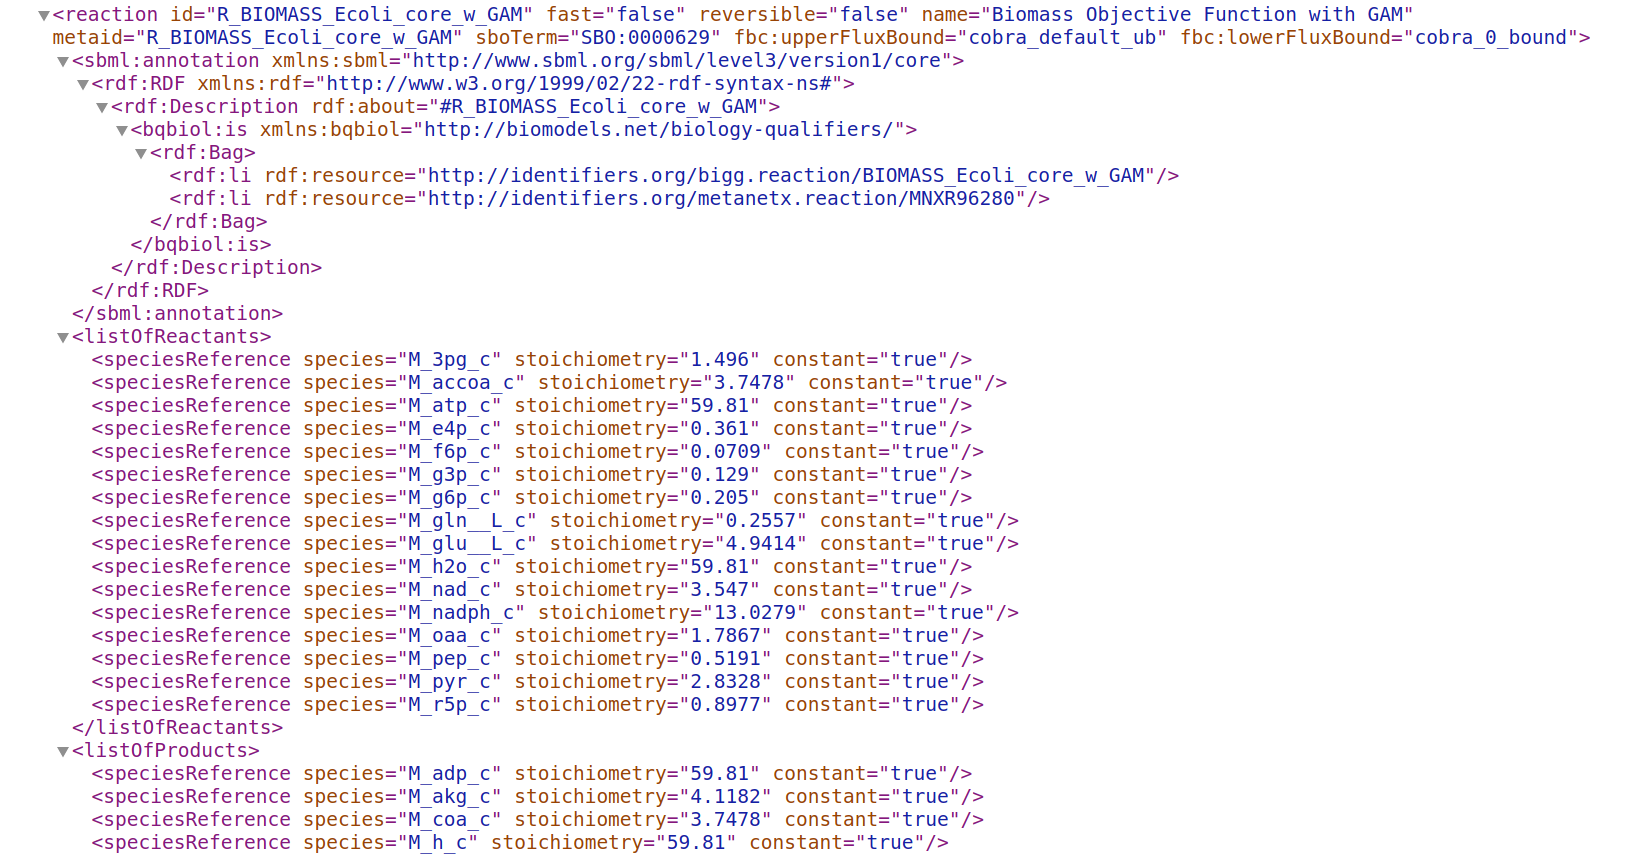 ▼<reaction id="R_BIOMASS_Ecoli_core_w_GAM" fast="false" reversible="false" name="Biomass Objective Function with GAM"
metaid="R_BIOMASS_Ecoli_core_w_GAM" sboTerm="SBO:0000629" fbc:upperFluxBound="cobra_default_ub" fbc:lowerFluxBound="cobra_0_bound">
▼<sbml:annotation xmlns:sbml="http://www.sbml.org/sbml/level3/version1/core">
▼<rdf:RDF xmlns:rdf="http://www.w3.org/1999/02/22-rdf-syntax-ns#">
▼<rdf:Description rdf:about="#R_BIOMASS_Ecoli_core_w_GAM">
▼<bqbiol:is xmlns:bqbiol="http://biomodels.net/biology-qualifiers/">
▼<rdf:Bag>
<rdf:li rdf:resource="http://identifiers.org/bigg.reaction/BIOMASS_Ecoli_core_w_GAM"/>
<rdf:li rdf:resource="http://identifiers.org/metanetx.reaction/MNXR96280"/>
</rdf:Bag>
</bqbiol:is>
</rdf:Description>
</rdf:RDF>
</sbml:annotation>
▼<listOfReactants>
<speciesReference species="M_3pg_c" stoichiometry="1.496" constant="true"/>
<speciesReference species="M_accoa_c" stoichiometry="3.7478" constant="true"/>
<speciesReference species="M_atp_c" stoichiometry="59.81" constant="true"/>
<speciesReference species="M_e4p_c" stoichiometry="0.361" constant="true"/>
<speciesReference species="M_f6p_c" stoichiometry="0.0709" constant="true"/>
<speciesReference species="M_g3p_c" stoichiometry="0.129" constant="true"/>
<speciesReference species="M_g6p_c" stoichiometry="0.205" constant="true"/>
<speciesReference species="M_gln__L_c" stoichiometry="0.2557" constant="true"/>
<speciesReference species="M_glu__L_c" stoichiometry="4.9414" constant="true"/>
<speciesReference species="M_h2o_c" stoichiometry="59.81" constant="true"/>
<speciesReference species="M_nad_c" stoichiometry="3.547" constant="true"/>
<speciesReference species="M_nadph_c" stoichiometry="13.0279" constant="true"/>
<speciesReference species="M_oaa_c" stoichiometry="1.7867" constant="true"/>
<speciesReference species="M_pep_c" stoichiometry="0.5191" constant="true"/>
<speciesReference species="M_pyr_c" stoichiometry="2.8328" constant="true"/>
<speciesReference species="M_r5p_c" stoichiometry="0.8977" constant="true"/>
</listOfReactants>
▼<listOfProducts>
<speciesReference species="M_adp_c" stoichiometry="59.81" constant="true"/>
<speciesReference species="M_akg_c" stoichiometry="4.1182" constant="true"/>
<speciesReference species="M_coa_c" stoichiometry="3.7478" constant="true"/>
<speciesReference species="M_h_c" stoichiometry="59.81" constant="true"/>